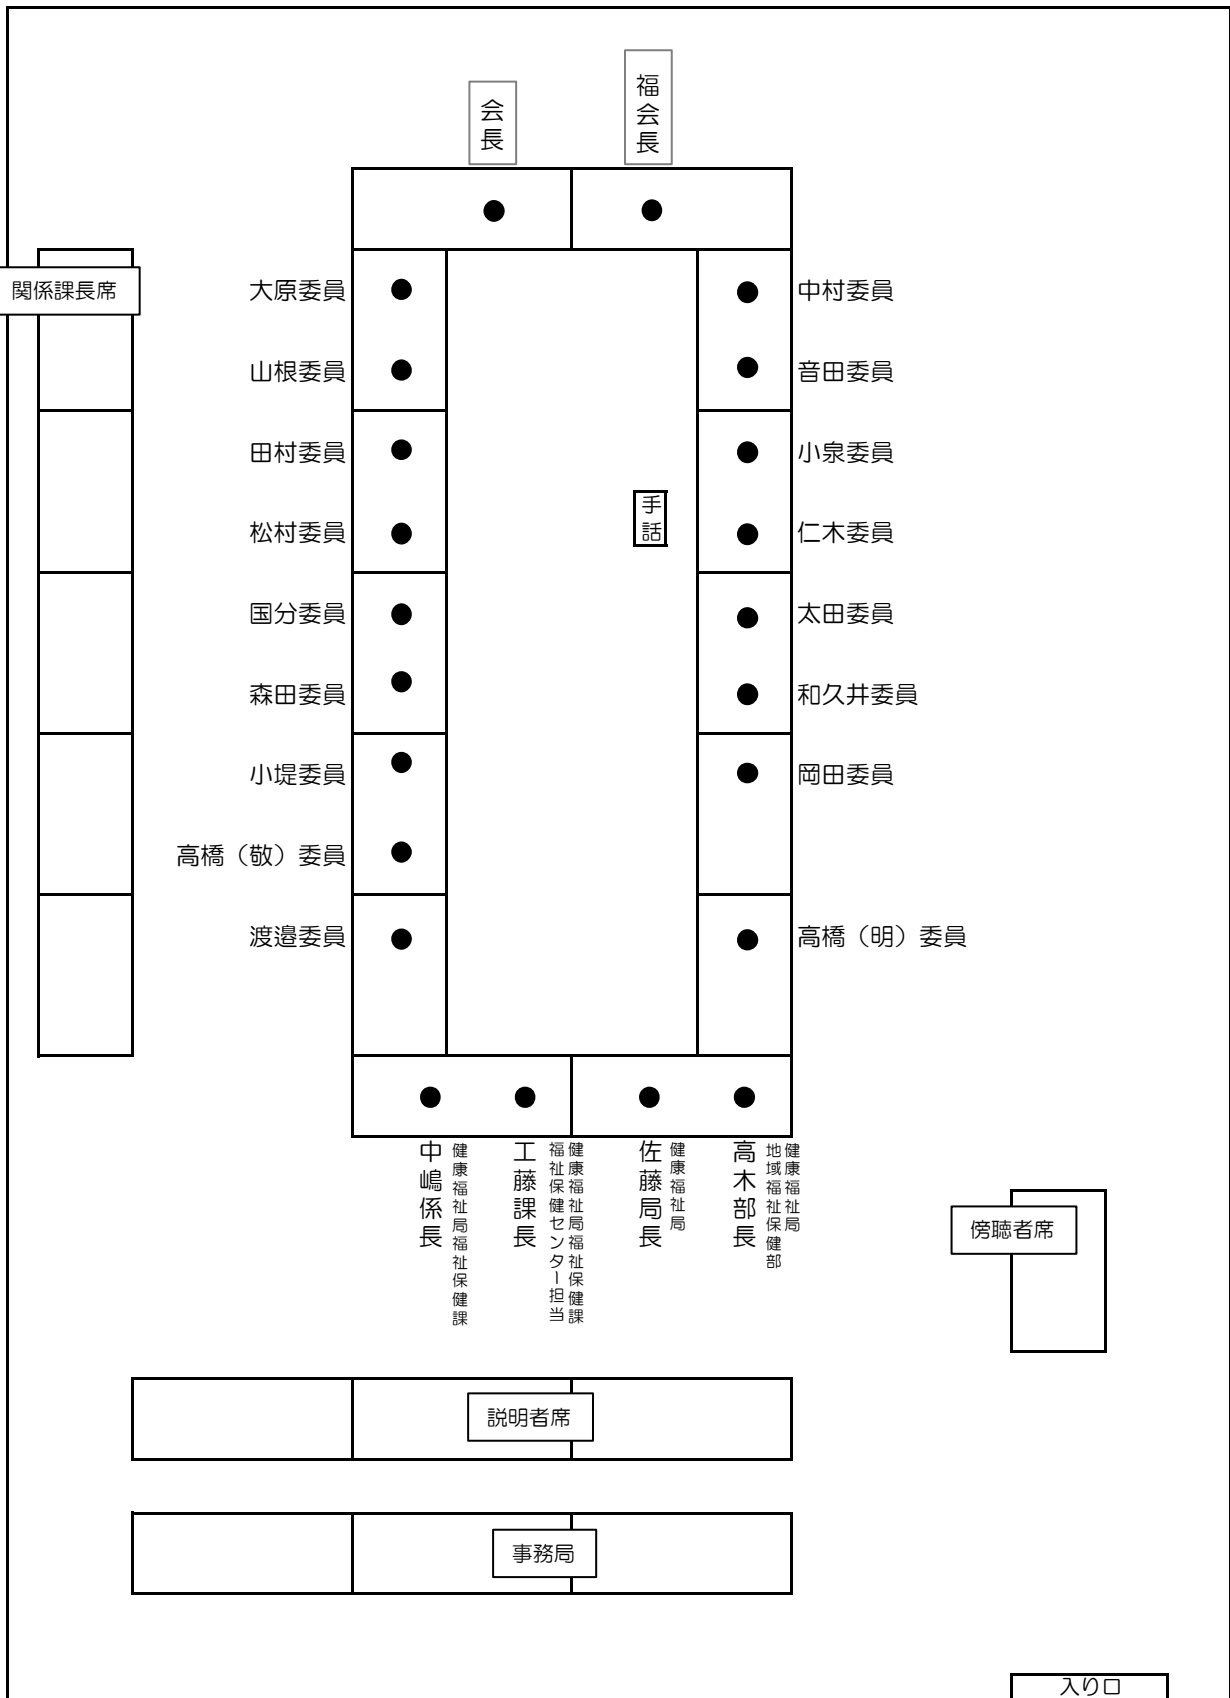 会長
福会長
関係課長席
大原委員
山根委員
田村委員
松村委員
国分委員
森田委員
小堤委員
高橋（敬）委員
渡邉委員
手話
中村委員
音田委員
小泉委員
仁木委員
太田委員
和久井委員
岡田委員
高橋（明）委員
中嶋係長
健康福祉局福祉保健課
工藤課長
健康福祉局福祉保健課
福祉保健センター担当
佐藤局長
健康福祉局
高木部長
健康福祉局
地域福祉保健部
傍聴者席
説明者席
事務局
入り口